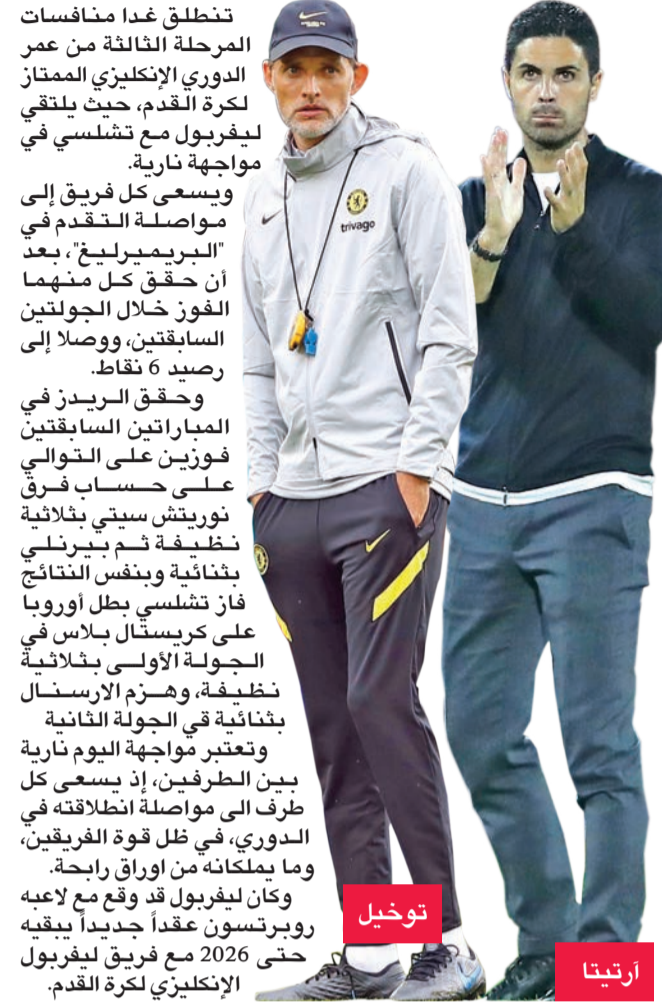 تنطلق غدا منافسات
المرحلة الثالثة من عمر
الدوري الإنكليزي الممتاز
لكرة القدم، حيث يلتقي
ليفربول مع تشلسي في
مواجهة نارية.
ويسعى كل فريق إلى
مواصلة التقدم في
"البريميرليغ"، بعد
أن حقق كل منهما
الفوز خلال الجولتين
السابقتين، ووصلا إلى
رصيد 6 نقاط.
وحقق الريدز في
المباراتين السابقتين
فوزين على التوالي
على حساب فرق
نوريتش سيتي بثلاثية
نظيفة ثم بيرنلي
بثنائية وبنفس النتائج
فاز تشلسي بطل أوروبا
على كريستال بلاس في
الجولة الأولى بثلاثية
نظيفة، وهزم الارسنال
بثنائية قي الجولة الثانية
وتعتبر مواجهة اليوم نارية
بين الطرفين، إذ يسعى كل
طرف الى مواصلة انطلاقته في
الدوري، في ظل قوة الفريقين،
وما يملكانه من اوراق رابحة.
وكان ليفربول قد وقع مع لاعبه
روبرتسون عقداً جديداً يبقيه
حتى 2026 مع فريق ليفربول
الإنكليزي لكرة القدم.
trivago
توخيل
آرتيتا